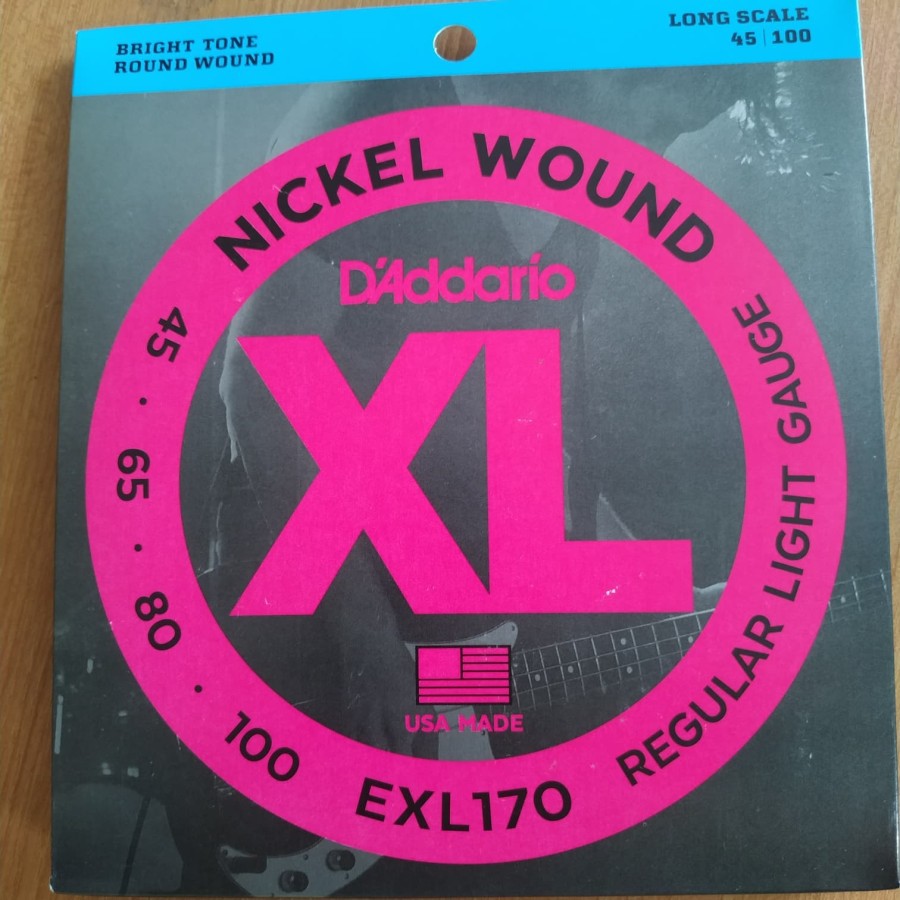 BRIGHT TONE
ROUND WOUND
LONG SCALE
45 | 100
NICKEL WOUND
D'Addario
XL
45 · 65 · 80 · 100
REGULAR LIGHT GAUGE
USA MADE
EXL170